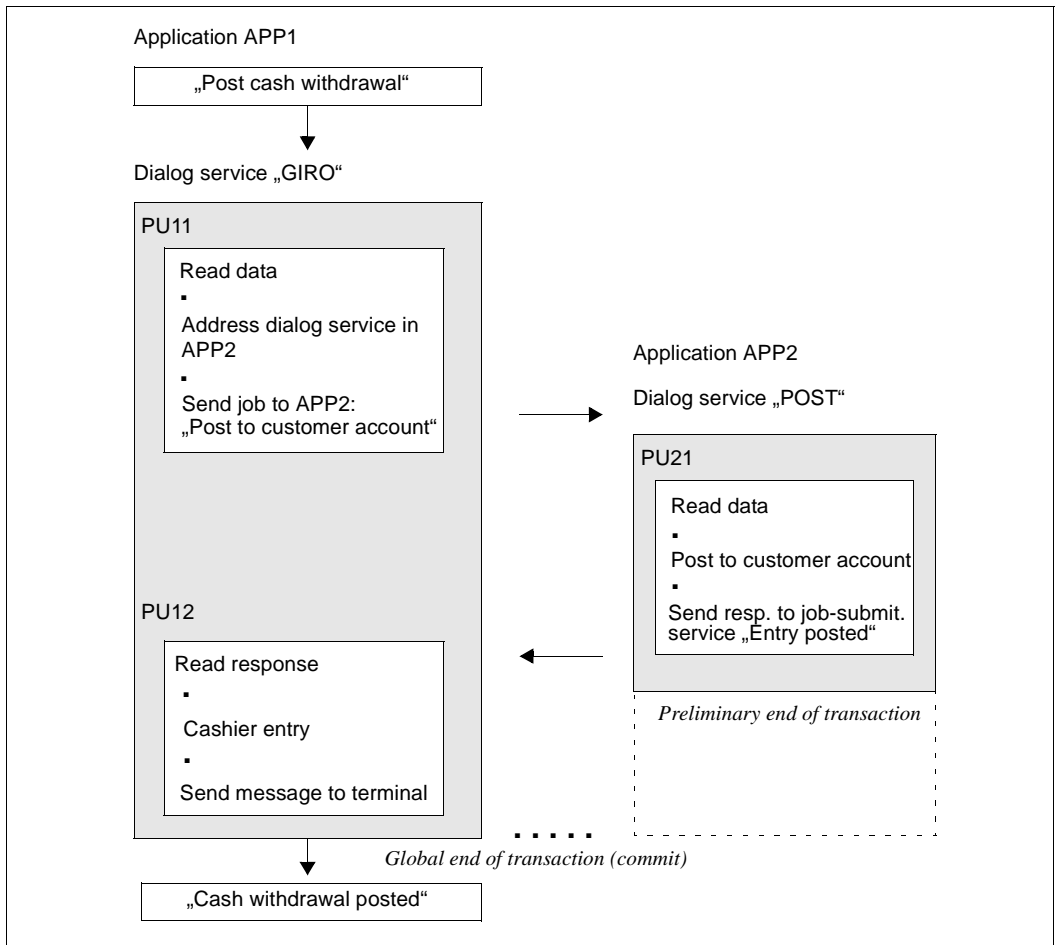 Application APP1
„Post cash withdrawal“
Dialog service „GIRO“
PU11
Read data
Address dialog service in
APP2
Send job to APP2:
„Post to customer account“
Application APP2
Dialog service „POST“
PU21
Read data
Post to customer account
Send resp. to job-submit.
service „Entry posted“
Preliminary end of transaction
PU12
Read response
Cashier entry
Send message to terminal
Global end of transaction (commit)
„Cash withdrawal posted“